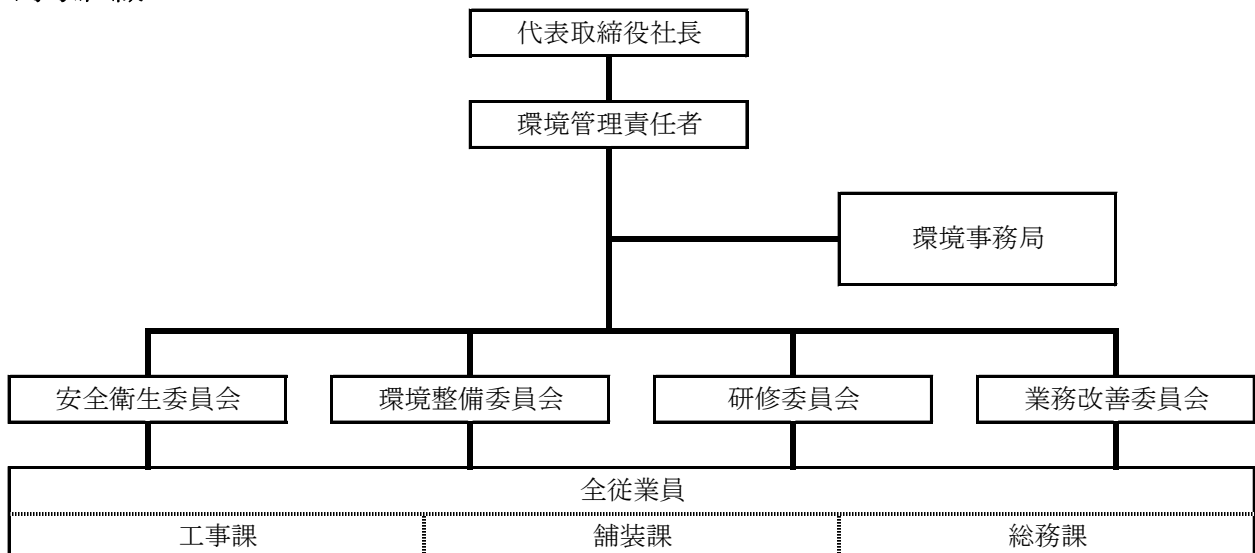 代表取締役社長
環境管理責任者
環境事務局
安全衛生委員会
環境整備委員会
研修委員会
業務改善委員会
全従業員
工事課
舗装課
総務課